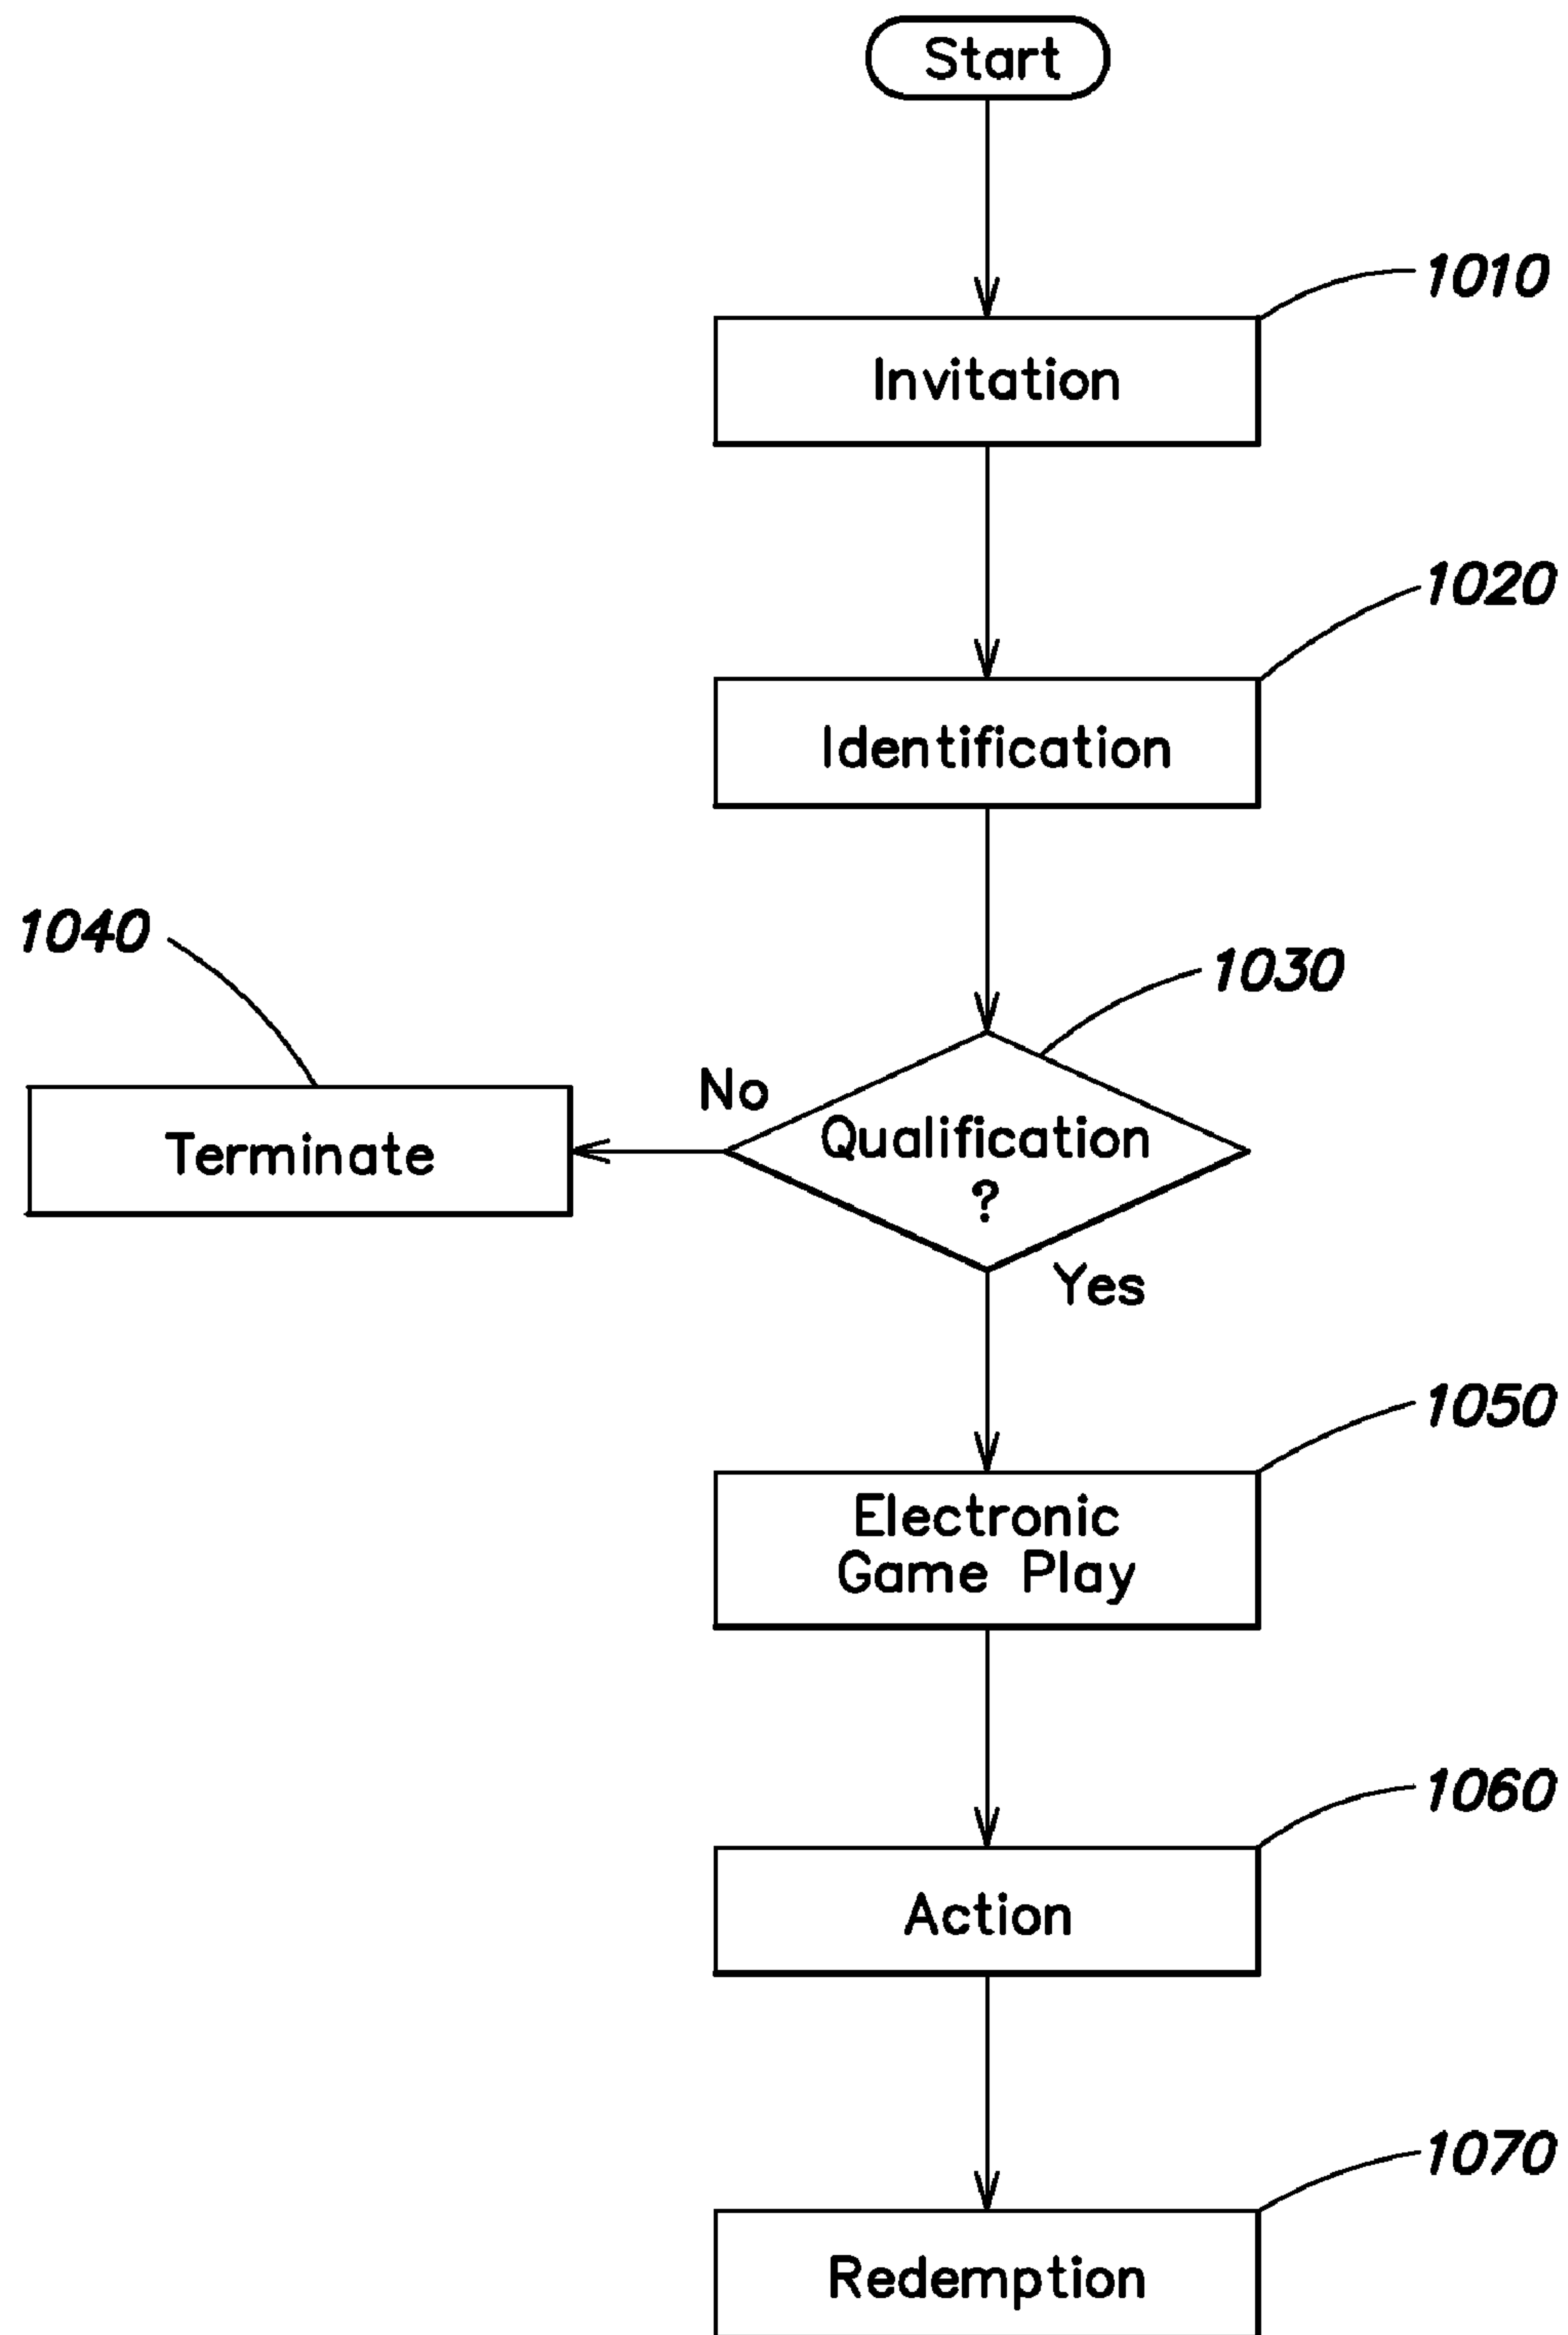 Start
1010
Invitation
1020
Identification
1040
1030
No
Qualification
?
Terminate
Yes
1050
Electronic
Game Play
1060
Action
1070
Redemption